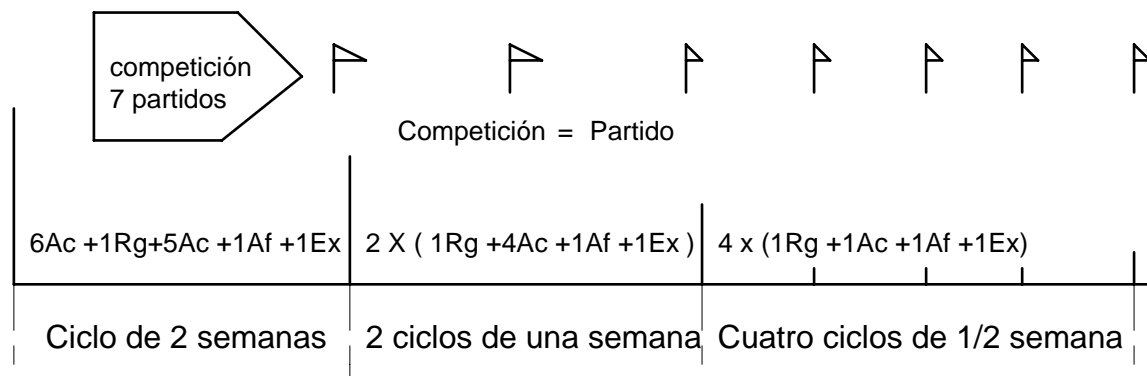 competición
7 partidos
Competición = Partido
6Ac +1Rg+5Ac +1Af +1Ex
2 X ( 1Rg +4Ac +1Af +1Ex )
4 x (1Rg +1Ac +1Af +1Ex)
Ciclo de 2 semanas
2 ciclos de una semana
Cuatro ciclos de 1/2 semana